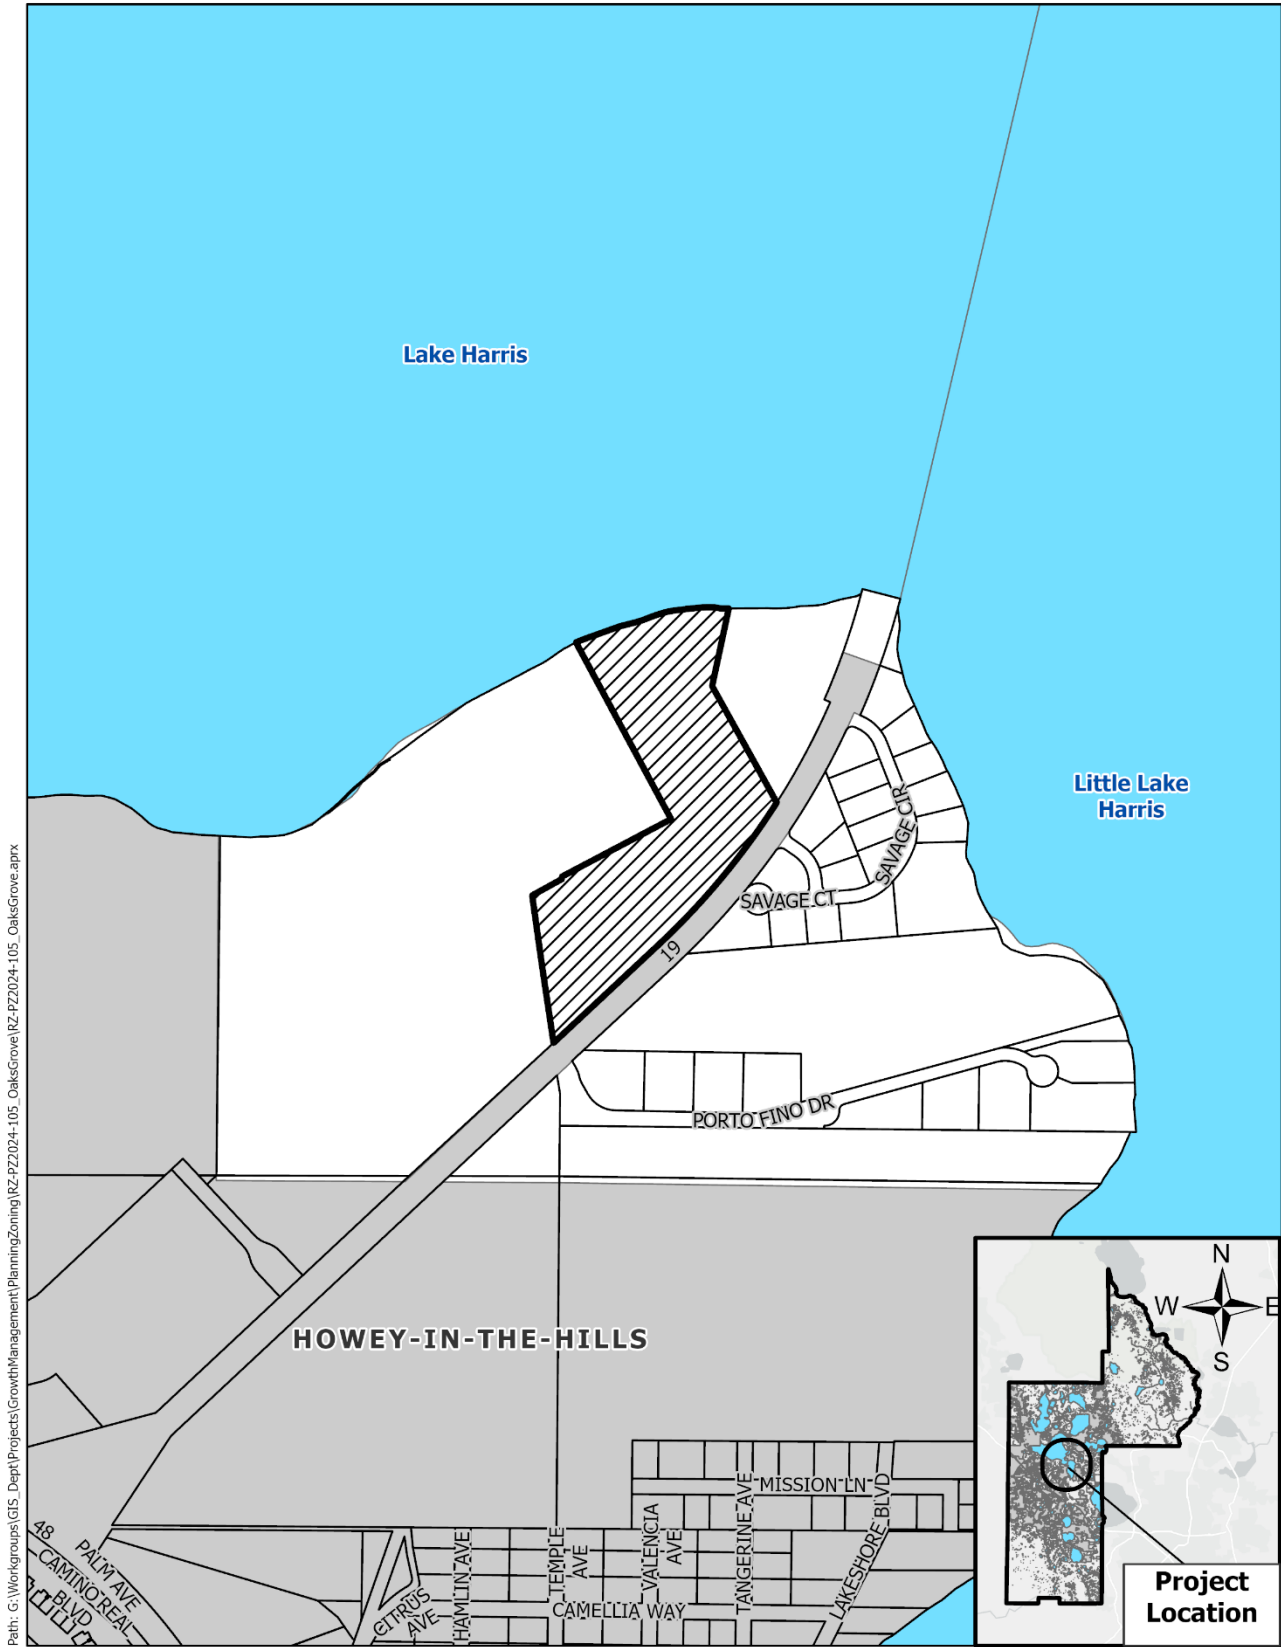 Lake Harris
Little Lake
Harris
SAVAGE CIR
SAVAGE CT
19
PORTO FINO DR
HOWEY-IN-THE-HILLS
MISSION LN
48
PALM AVE
CAMINO REAL
BLVD
CITRUS
AVE
HAMLIN AVE
TEMPLE
AVE
VALENCIA
AVE
TANGERINE AVE
LAKESHORE BLVD
CAMELLIA WAY
N
W
E
S
Project
Location
Path: G:\Workgroups\GIS_Dept\Projects\GrowthManagement\PlanningZoning\RZ-PZ2024-105_OaksGrove\RZ-PZ2024-105_OaksGrove.aprx